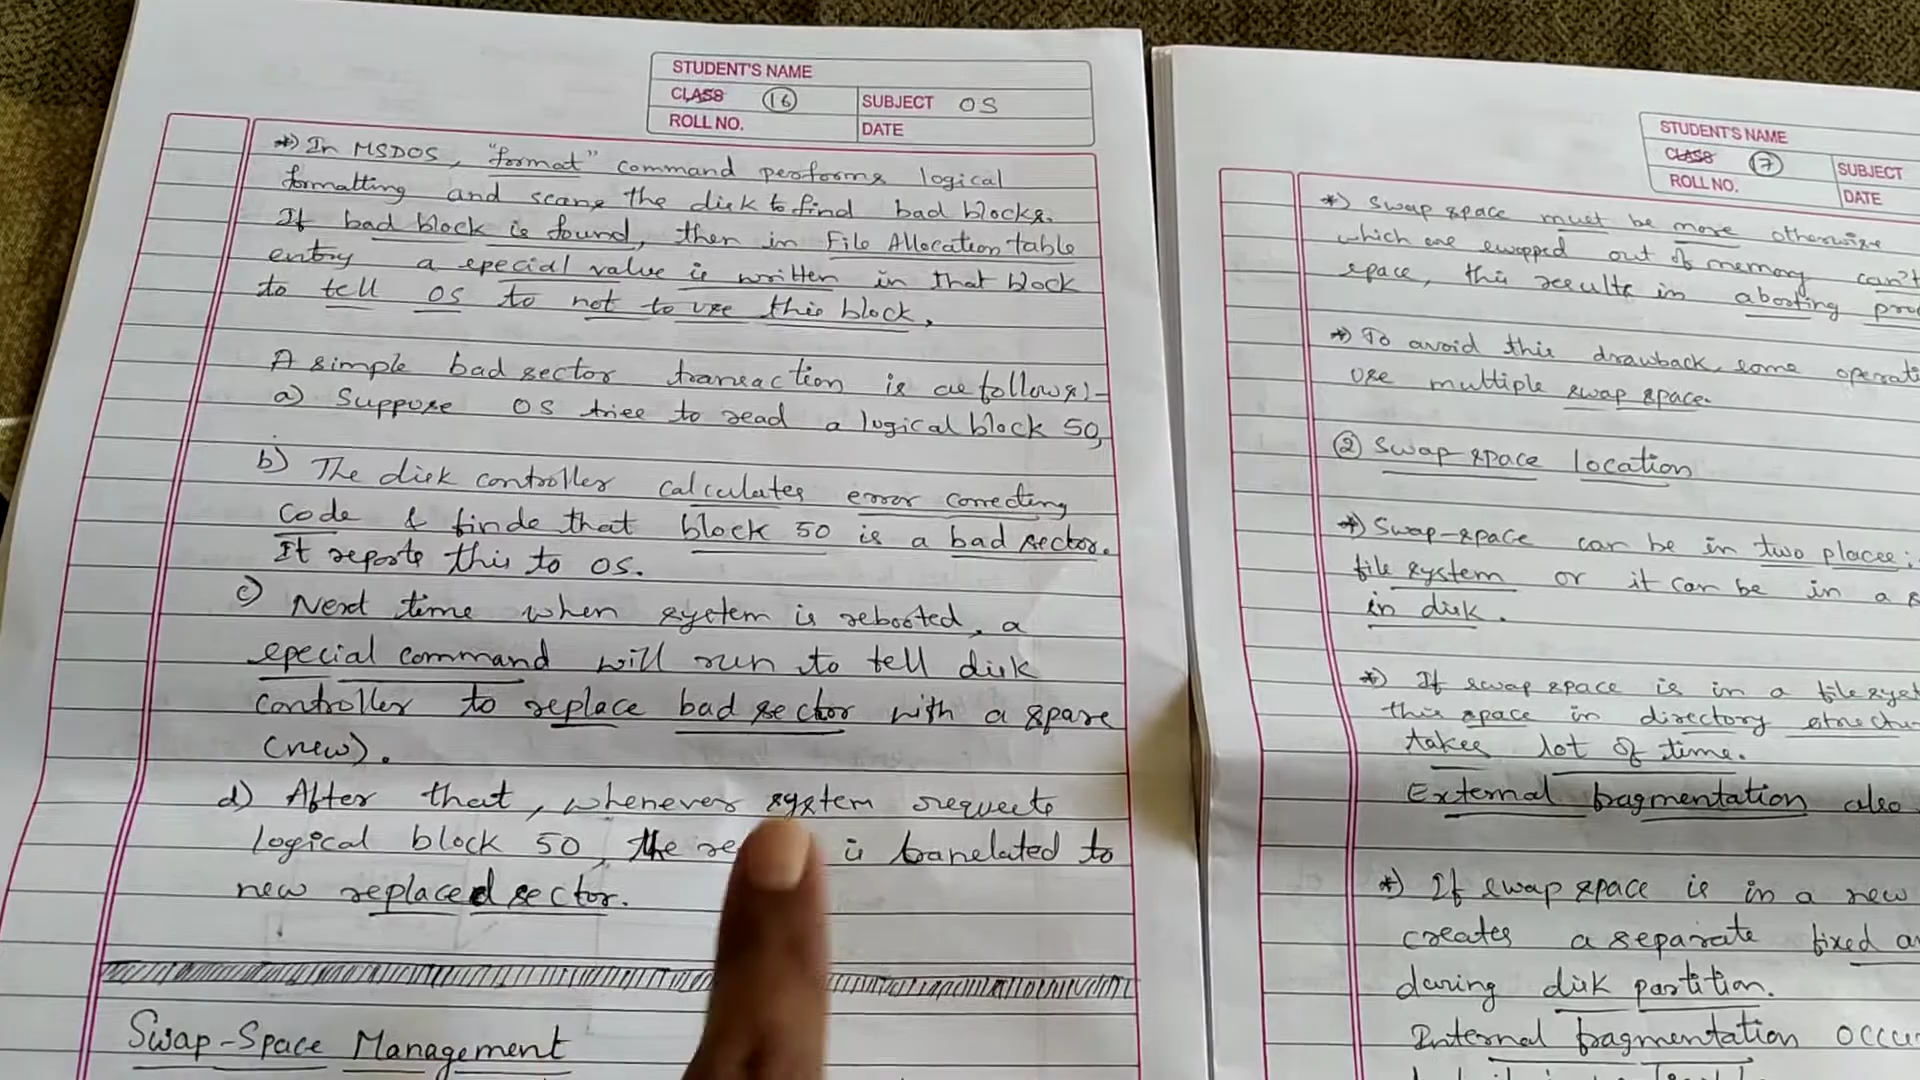 STUDENT'S NAME
CLASS 16 SUBJECT OS
ROLL NO. DATE
*) In MSDOS, "format" command performs logical
formatting and scans the disk to find bad blocks.
If bad block is found, then in File Allocation table
entry a special value is written in that block
to tell OS to not to use this block.
A simple bad sector transaction is as follows:-
a) Suppose OS tries to read a logical block 50,
b) The disk controller calculates error correcting
code & finds that block 50 is a bad sector.
It reports this to OS.
c) Next time when system is rebooted, a
special command will run to tell disk
controller to replace bad sector with a spare
(new).
d) After that, whenever system requests
logical block 50, the is translated to
new replaced sector.
Swap-Space Management
STUDENT'S NAME
CLASS 17 SUBJECT
ROLL NO. DATE
*) Swap space must be more otherwise
which are swapped out of memory can't
space, this results in aborting
*) To avoid this drawback, some
use multiple swap space.
② Swap space location
*) Swap-space can be in two places:
file system or it can be in a
in disk.
*) If swap space is in a file
this space in directory
takes lot of time.
External fragmentation also
*) If swap space is in a new
creates a separate fixed
during disk partition.
Internal fragmentation